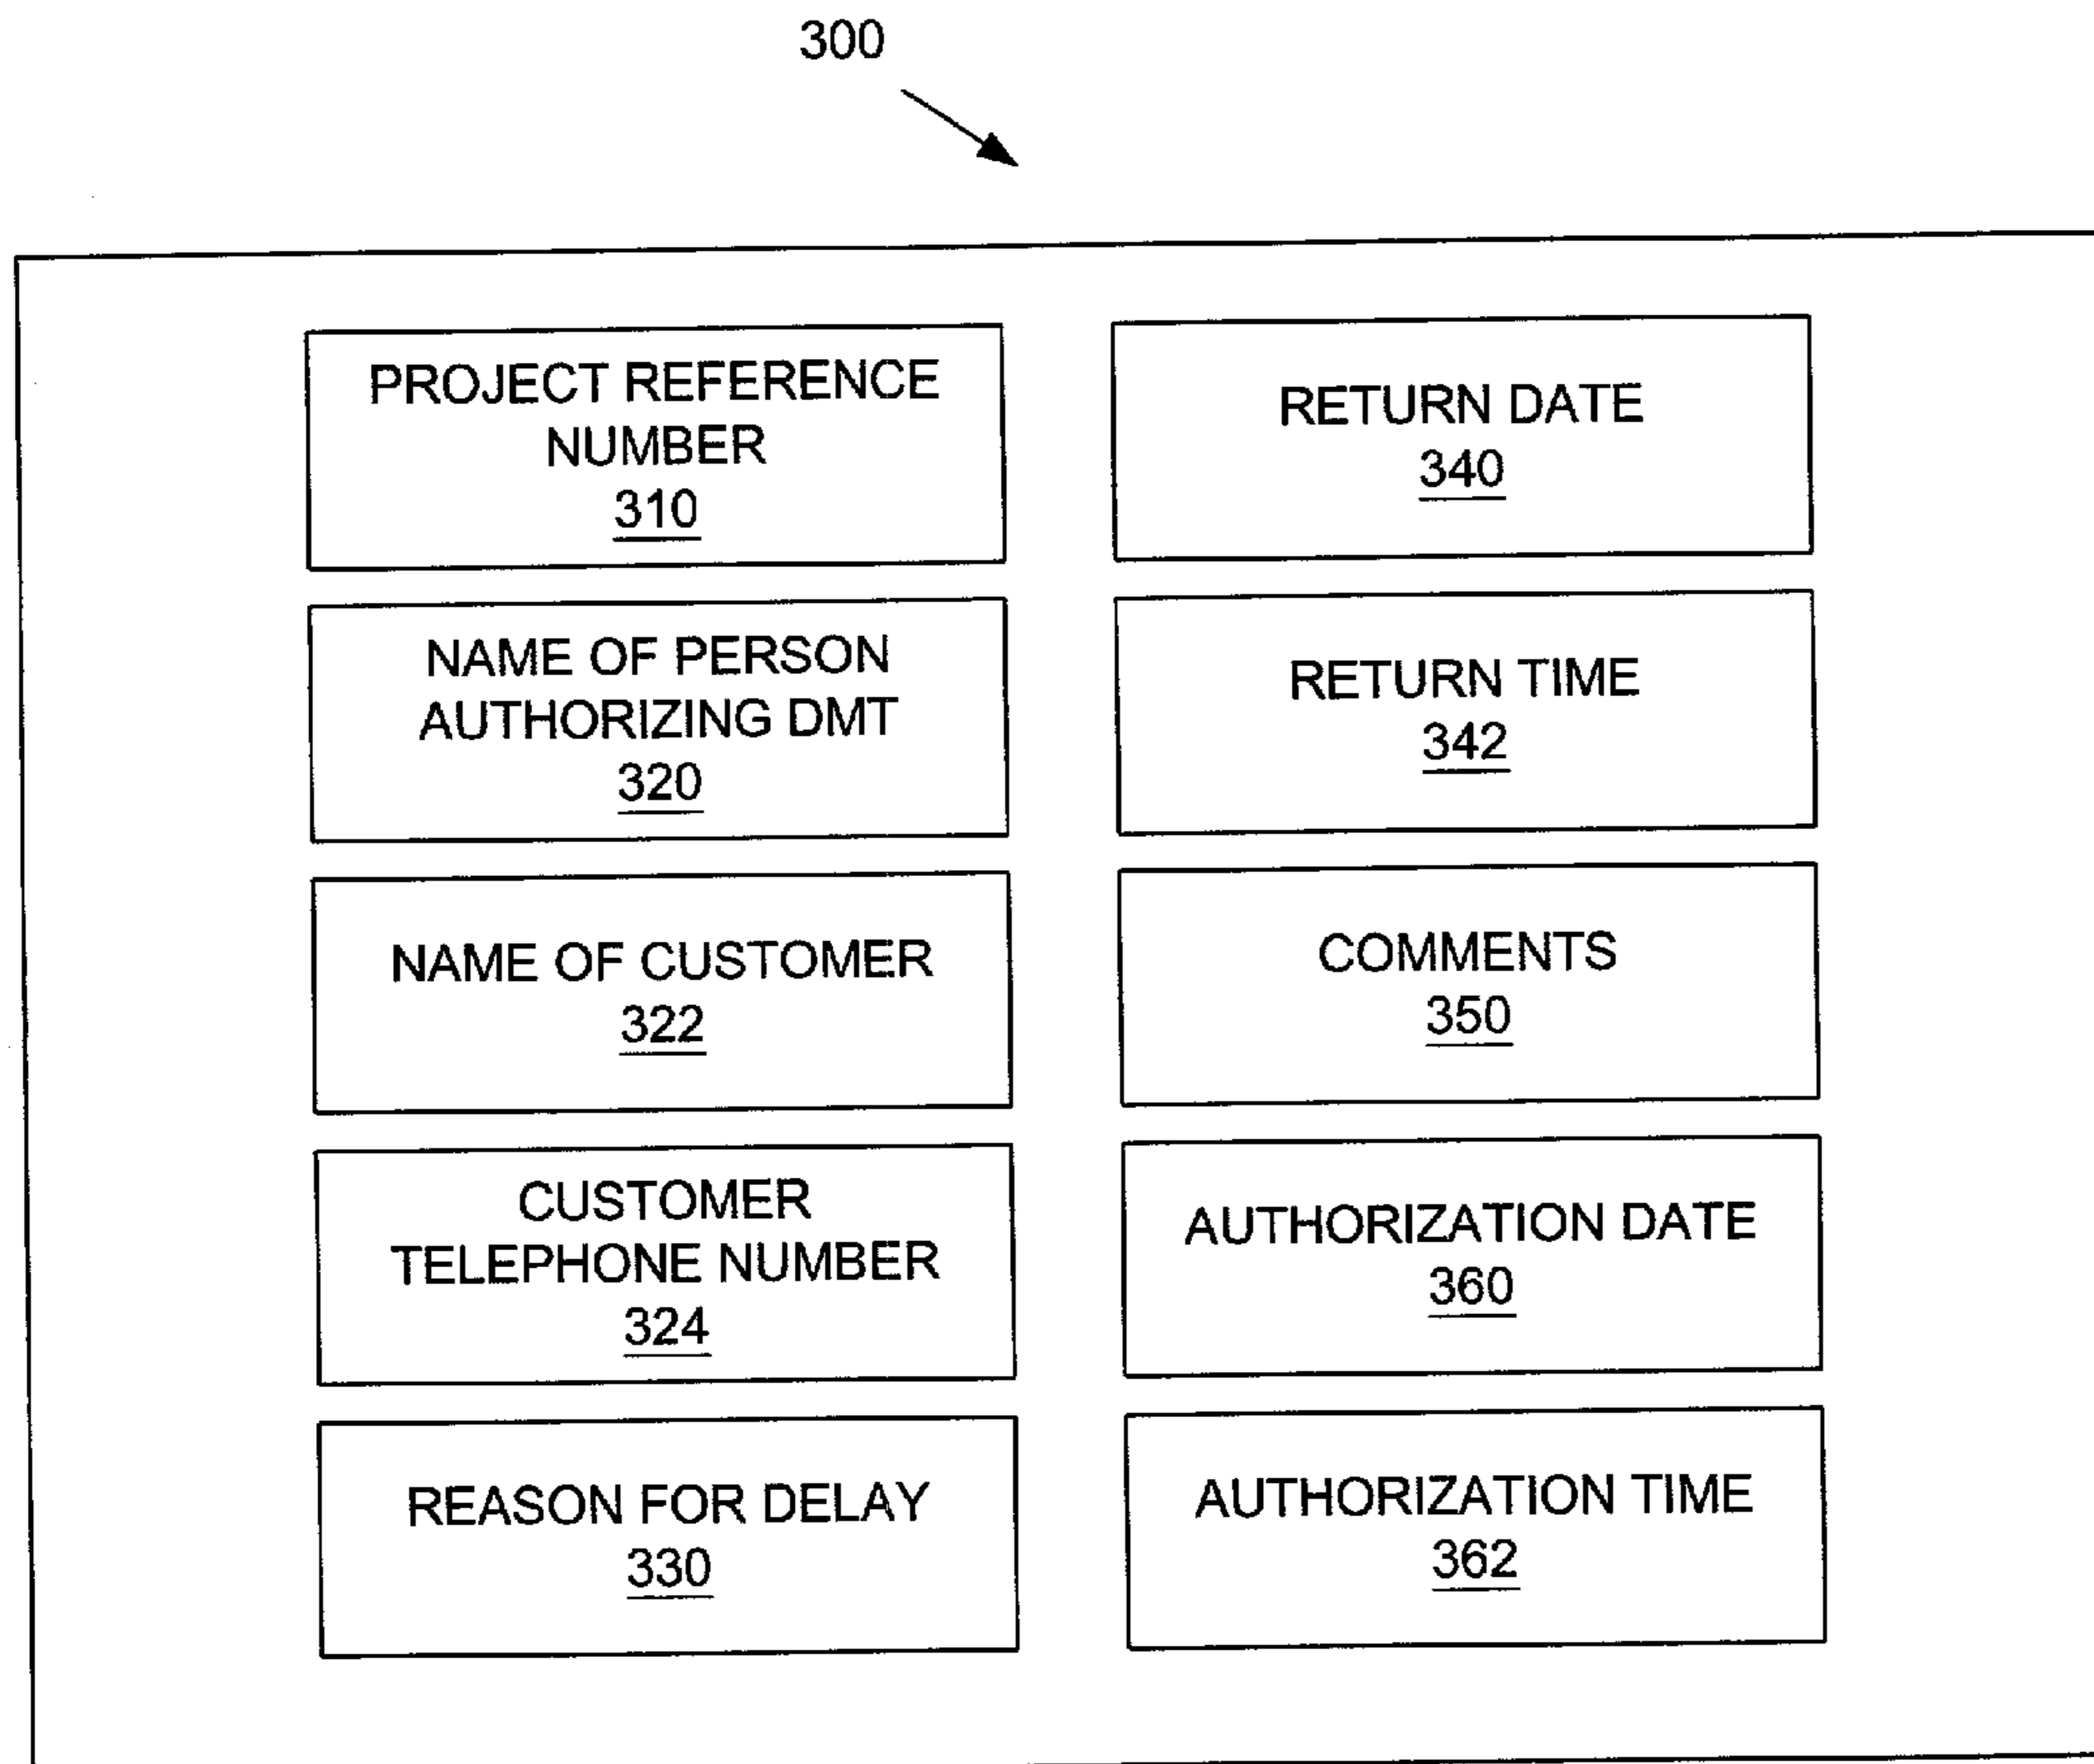 300
PROJECT REFERENCE
NUMBER
310
NAME OF PERSON
AUTHORIZING DMT
320
NAME OF CUSTOMER
322
CUSTOMER
TELEPHONE NUMBER
324
REASON FOR DELAY
330
RETURN DATE
340
RETURN TIME
342
COMMENTS
350
AUTHORIZATION DATE
360
AUTHORIZATION TIME
362